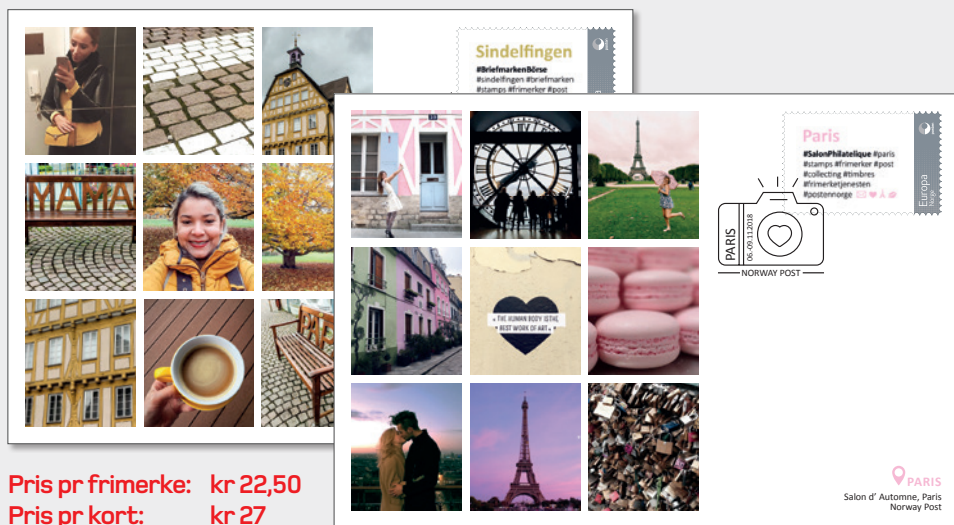 Sindelfingen
#BriefmarkenBörse
#sindelfingen #briefmarken
#stamps #frimerker #post
MAMA
Paris
#SalonPhilatelique #paris
#stamps #frimerker #post
#collecting #timbres
#frimerketjenesten
#postennorge
Europa
Norge
PARIS
06-09.11.2018
NORWAY POST
THE HUMAN BODY IS THE
BEST WORK OF ART
Pris pr frimerke: kr 22,50
Pris pr kort: kr 27
PARIS
Salon d' Automne, Paris
Norway Post